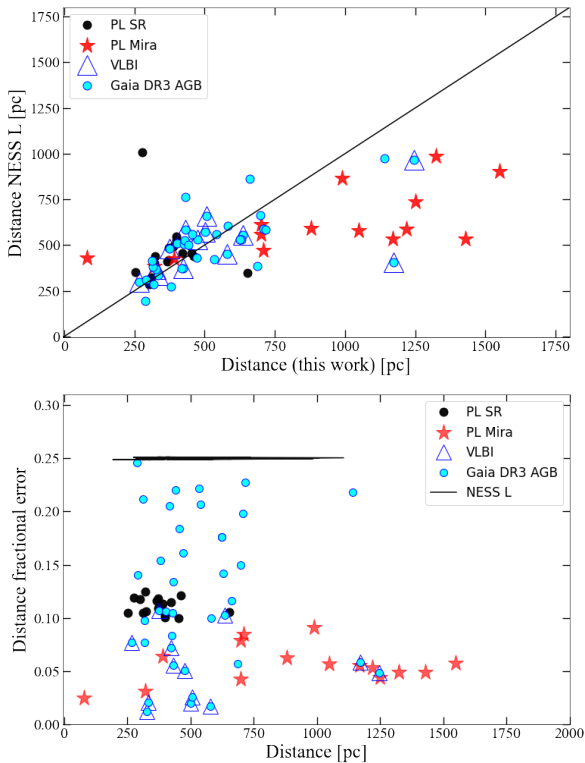 PL SR
PL Mira
VLBI
Gaia DR3 AGB
1750
1500
1250
1000
750
500
250
0
Distance NESS L [pc]
0 250 500 750 1000 1250 1500 1750
Distance (this work) [pc]
0.30
0.25
0.20
0.15
0.10
0.05
0.00
Distance fractional error
PL SR
PL Mira
VLBI
Gaia DR3 AGB
NESS L
0 250 500 750 1000 1250 1500 1750 2000
Distance [pc]